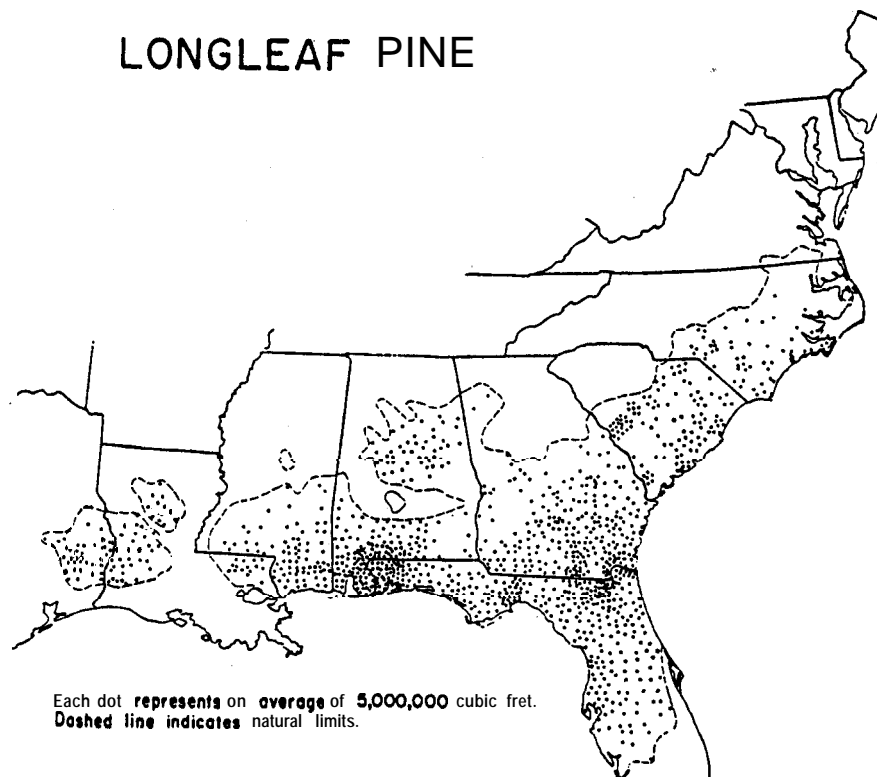 LONGLEAF PINE
Each dot represents on average of 5,000,000 cubic fret.
Dashed line indicates natural limits.